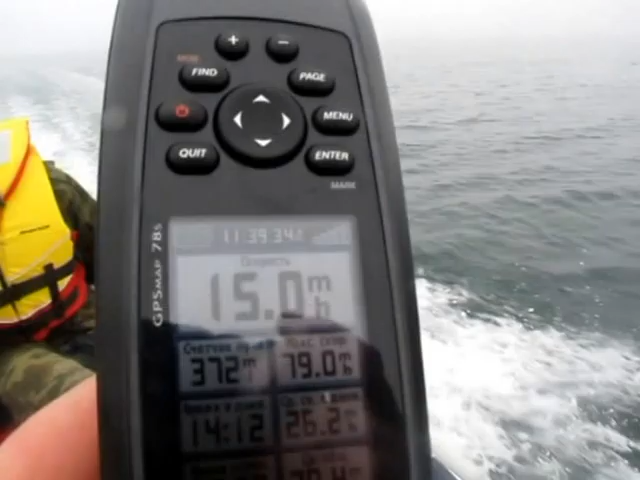 + −
MOB
FIND PAGE
MENU
QUIT ENTER
MARK
GPSMAP 78s
11:39:34
Скорость
15.0 m/h
372 m 79.0
14:12 26.2